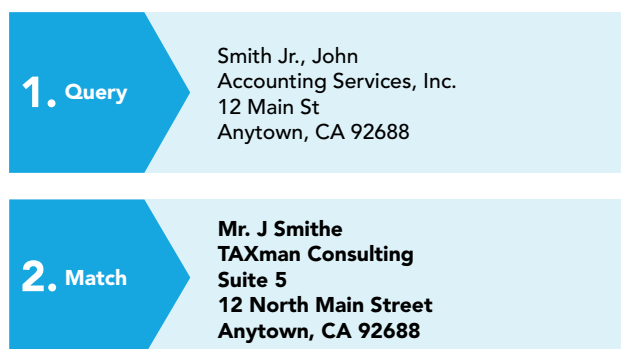 1. Query
Smith Jr., John
Accounting Services, Inc.
12 Main St
Anytown, CA 92688
2. Match
Mr. J Smithe
TAXman Consulting
Suite 5
12 North Main Street
Anytown, CA 92688